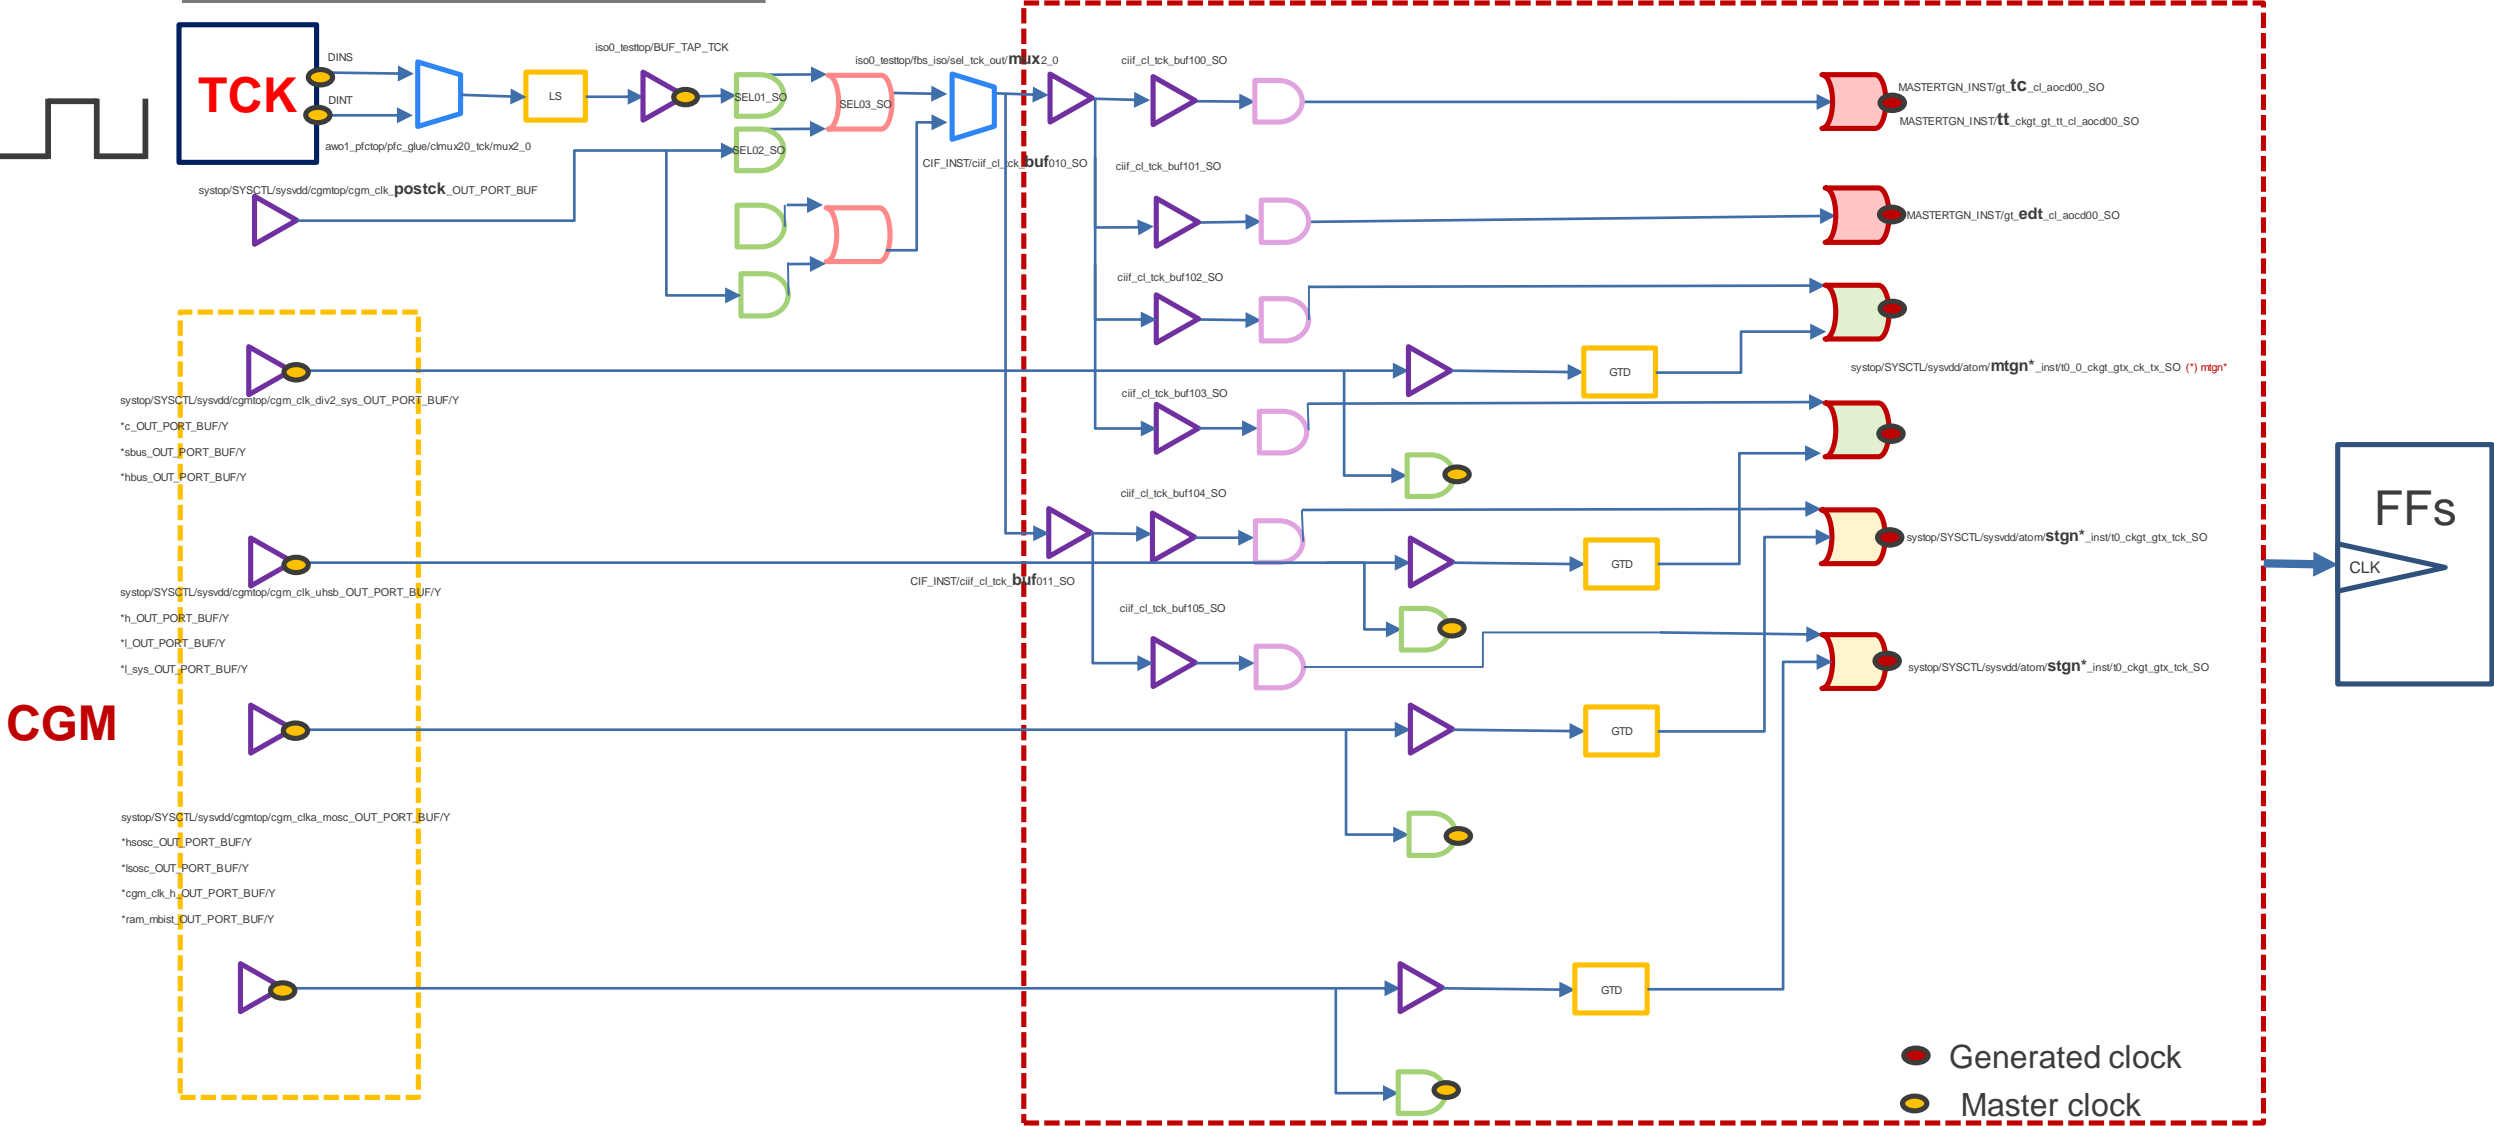 TCK
DINS
DINT
LS
iso0_testtop/BUF_TAP_TCK
SEL01_SO
SEL03_SO
SEL02_SO
iso0_testtop/fbs_iso/sel_tck_out/mux2_0
ciif_cl_tck_buf100_SO
MASTERTGN_INST/gt_tc_cl_aocd00_SO
MASTERTGN_INST/tt_ckgt_gt_tt_cl_aocd00_SO
awo1_pfctop/pfc_glue/clmux20_tck/mux2_0
CIF_INST/ciif_cl_tck_buf010_SO
ciif_cl_tck_buf101_SO
systop/SYSCTL/sysvdd/cgmtop/cgm_clk_postck_OUT_PORT_BUF
MASTERTGN_INST/gt_edt_cl_aocd00_SO
ciif_cl_tck_buf102_SO
GTD
systop/SYSCTL/sysvdd/atom/mtgn*_inst/t0_0_ckgt_gtx_ck_tx_SO (*) mtgn*
systop/SYSCTL/sysvdd/cgmtop/cgm_clk_div2_sys_OUT_PORT_BUF/Y
*c_OUT_PORT_BUF/Y
*sbus_OUT_PORT_BUF/Y
*hbus_OUT_PORT_BUF/Y
ciif_cl_tck_buf103_SO
ciif_cl_tck_buf104_SO
FFs
CLK
systop/SYSCTL/sysvdd/atom/stgn*_inst/t0_ckgt_gtx_tck_SO
GTD
CIF_INST/ciif_cl_tck_buf011_SO
systop/SYSCTL/sysvdd/cgmtop/cgm_clk_uhsb_OUT_PORT_BUF/Y
*h_OUT_PORT_BUF/Y
*l_OUT_PORT_BUF/Y
*l_sys_OUT_PORT_BUF/Y
ciif_cl_tck_buf105_SO
systop/SYSCTL/sysvdd/atom/stgn*_inst/t0_ckgt_gtx_tck_SO
CGM
GTD
systop/SYSCTL/sysvdd/cgmtop/cgm_clka_mosc_OUT_PORT_BUF/Y
*hsosc_OUT_PORT_BUF/Y
*lsosc_OUT_PORT_BUF/Y
*cgm_clk_h_OUT_PORT_BUF/Y
*ram_mbist_OUT_PORT_BUF/Y
GTD
Generated clock
Master clock